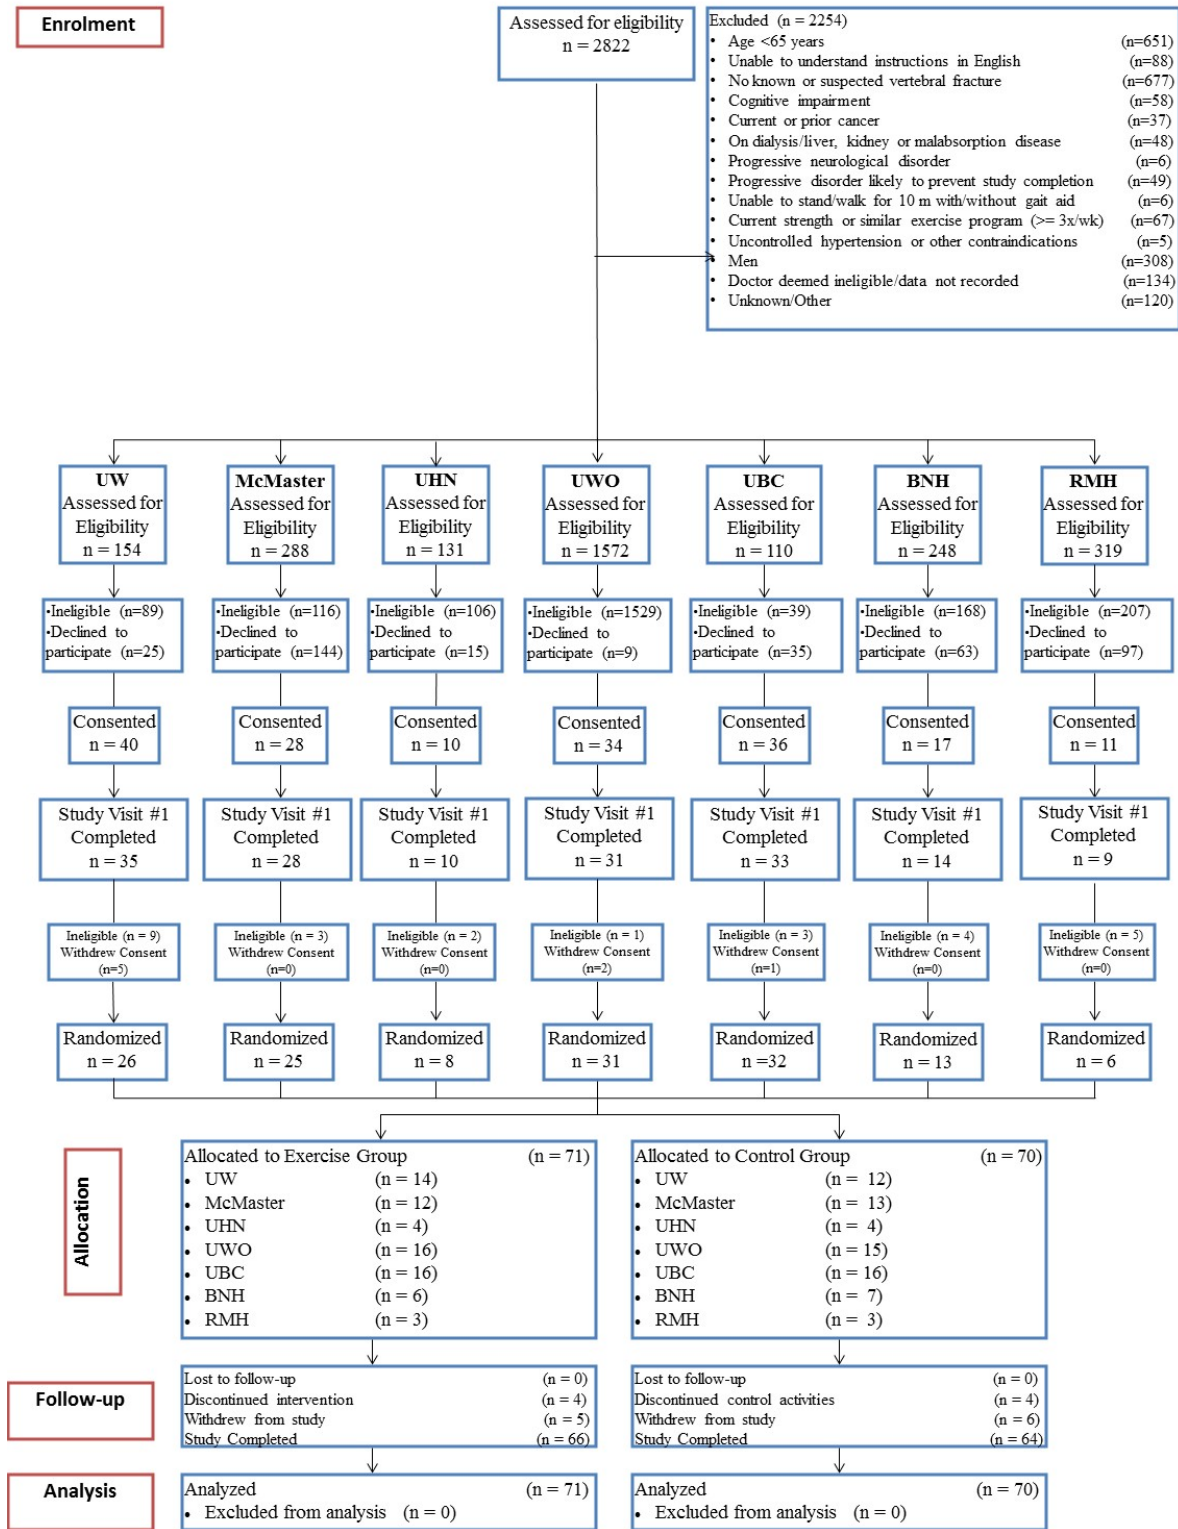 Enrolment
Assessed for eligibility
n = 2822
Excluded (n = 2254)
• Age <65 years (n=651)
• Unable to understand instructions in English (n=88)
• No known or suspected vertebral fracture (n=677)
• Cognitive impairment (n=58)
• Current or prior cancer (n=37)
• On dialysis/liver, kidney or malabsorption disease (n=48)
• Progressive neurological disorder (n=6)
• Progressive disorder likely to prevent study completion (n=49)
• Unable to stand/walk for 10 m with/without gait aid (n=6)
• Current strength or similar exercise program (>= 3x/wk) (n=67)
• Uncontrolled hypertension or other contraindications (n=5)
• Men (n=308)
• Doctor deemed ineligible/data not recorded (n=134)
• Unknown/Other (n=120)
UW
Assessed for
Eligibility
n = 154
McMaster
Assessed for
Eligibility
n = 288
UHN
Assessed for
Eligibility
n = 131
UWO
Assessed for
Eligibility
n = 1572
UBC
Assessed for
Eligibility
n = 110
BNH
Assessed for
Eligibility
n = 248
RMH
Assessed for
Eligibility
n = 319
•Ineligible (n=89)
•Declined to
participate (n=25)
•Ineligible (n=116)
•Declined to
participate (n=144)
•Ineligible (n=106)
•Declined to
participate (n=15)
•Ineligible (n=1529)
•Declined to
participate (n=9)
•Ineligible (n=39)
•Declined to
participate (n=35)
•Ineligible (n=168)
•Declined to
participate (n=63)
•Ineligible (n=207)
•Declined to
participate (n=97)
Consented
n = 40
Consented
n = 28
Consented
n = 10
Consented
n = 34
Consented
n = 36
Consented
n = 17
Consented
n = 11
Study Visit #1
Completed
n = 35
Study Visit #1
Completed
n = 28
Study Visit #1
Completed
n = 10
Study Visit #1
Completed
n = 31
Study Visit #1
Completed
n = 33
Study Visit #1
Completed
n = 14
Study Visit #1
Completed
n = 9
Ineligible (n = 9)
Withdrew Consent
(n=5)
Ineligible (n = 3)
Withdrew Consent
(n=0)
Ineligible (n = 2)
Withdrew Consent
(n=0)
Ineligible (n = 1)
Withdrew Consent
(n=2)
Ineligible (n = 3)
Withdrew Consent
(n=1)
Ineligible (n = 4)
Withdrew Consent
(n=0)
Ineligible (n = 5)
Withdrew Consent
(n=0)
Randomized
n = 26
Randomized
n = 25
Randomized
n = 8
Randomized
n = 31
Randomized
n =32
Randomized
n = 13
Randomized
n = 6
Allocation
Allocated to Exercise Group (n = 71)
• UW (n = 14)
• McMaster (n = 12)
• UHN (n = 4)
• UWO (n = 16)
• UBC (n = 16)
• BNH (n = 6)
• RMH (n = 3)
Allocated to Control Group (n = 70)
• UW (n = 12)
• McMaster (n = 13)
• UHN (n = 4)
• UWO (n = 15)
• UBC (n = 16)
• BNH (n = 7)
• RMH (n = 3)
Follow-up
Lost to follow-up (n = 0)
Discontinued intervention (n = 4)
Withdrew from study (n = 5)
Study Completed (n = 66)
Lost to follow-up (n = 0)
Discontinued control activities (n = 4)
Withdrew from study (n = 6)
Study Completed (n = 64)
Analysis
Analyzed (n = 71)
• Excluded from analysis (n = 0)
Analyzed (n = 70)
• Excluded from analysis (n = 0)